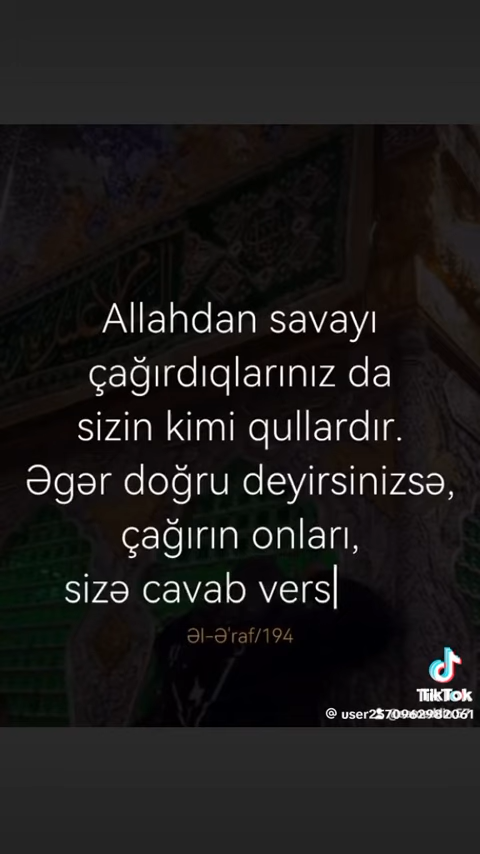 Allahdan savayı
çağırdıqlarınız da
sizin kimi qullardır.
Əgər doğru deyirsinizsə,
çağırın onları,
sizə cavab vers
Əl-Ə'raf/194
TikTok